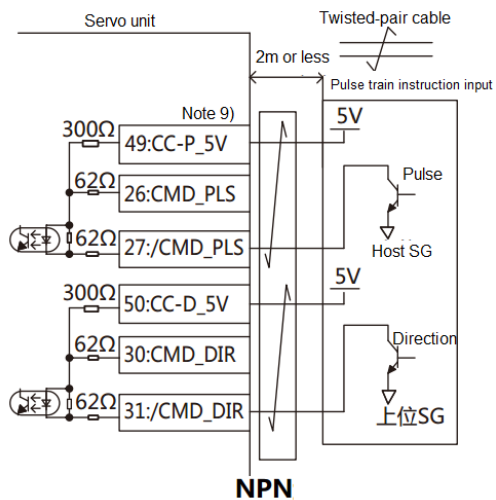 Servo unit
Twisted-pair cable
2m or less
Pulse train instruction input
Note 9)
5V
300Ω
49:CC-P_5V
62Ω
26:CMD_PLS
Pulse
62Ω
27:/CMD_PLS
Host SG
300Ω
50:CC-D_5V
5V
62Ω
30:CMD_DIR
Direction
62Ω
31:/CMD_DIR
上位SG
NPN